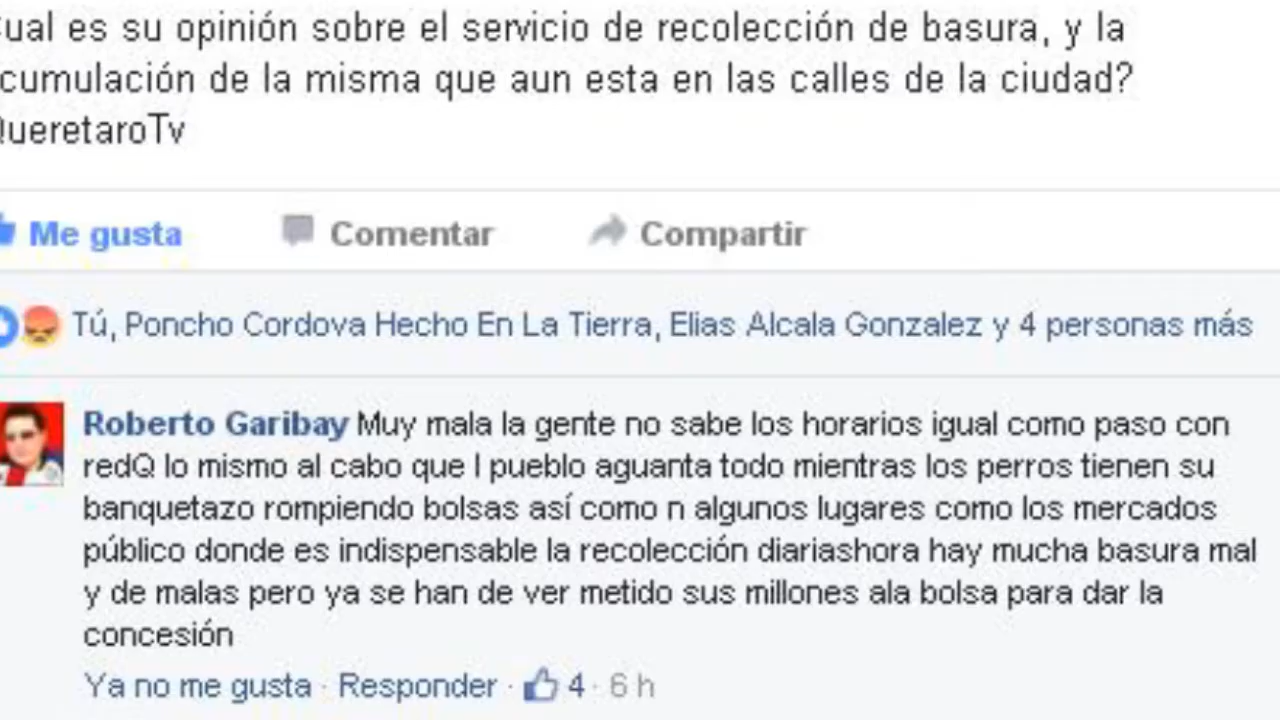 ual es su opinión sobre el servicio de recolección de basura, y la
cumulación de la misma que aun esta en las calles de la ciudad?
QueretaroTv
Me gusta Comentar Compartir
Tú, Poncho Cordova Hecho En La Tierra, Elias Alcala Gonzalez y 4 personas más
Roberto Garibay Muy mala la gente no sabe los horarios igual como paso con
redQ lo mismo al cabo que l pueblo aguanta todo mientras los perros tienen su
banquetazo rompiendo bolsas así como n algunos lugares como los mercados
público donde es indispensable la recolección diariashora hay mucha basura mal
y de malas pero ya se han de ver metido sus millones ala bolsa para dar la
concesión
Ya no me gusta · Responder · 4 · 6 h